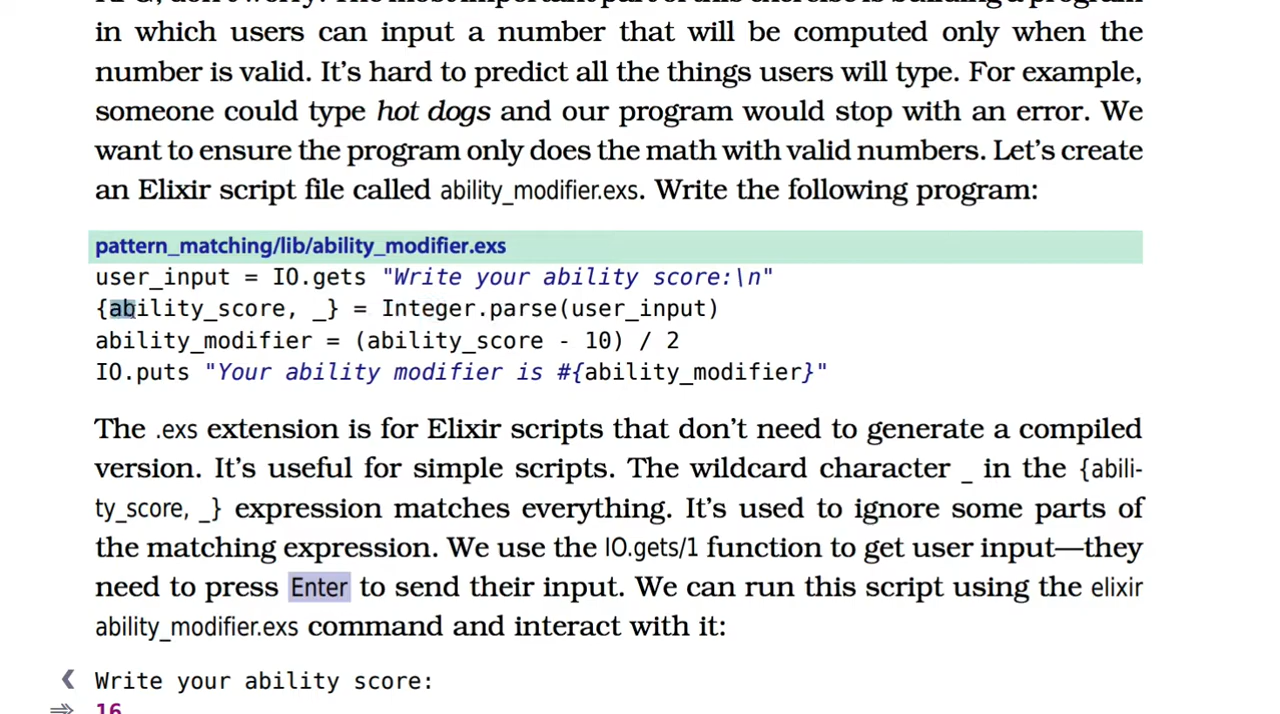 in which users can input a number that will be computed only when the
number is valid. It's hard to predict all the things users will type. For example,
someone could type hot dogs and our program would stop with an error. We
want to ensure the program only does the math with valid numbers. Let's create
an Elixir script file called ability_modifier.exs. Write the following program:
pattern_matching/lib/ability_modifier.exs
user_input = IO.gets "Write your ability score:\n"
{ability_score, _} = Integer.parse(user_input)
ability_modifier = (ability_score - 10) / 2
IO.puts "Your ability modifier is #{ability_modifier}"
The .exs extension is for Elixir scripts that don't need to generate a compiled
version. It's useful for simple scripts. The wildcard character _ in the {abili-
ty_score, _} expression matches everything. It's used to ignore some parts of
the matching expression. We use the IO.gets/1 function to get user input—they
need to press Enter to send their input. We can run this script using the elixir
ability_modifier.exs command and interact with it:
❮ Write your ability score:
⇒ 16